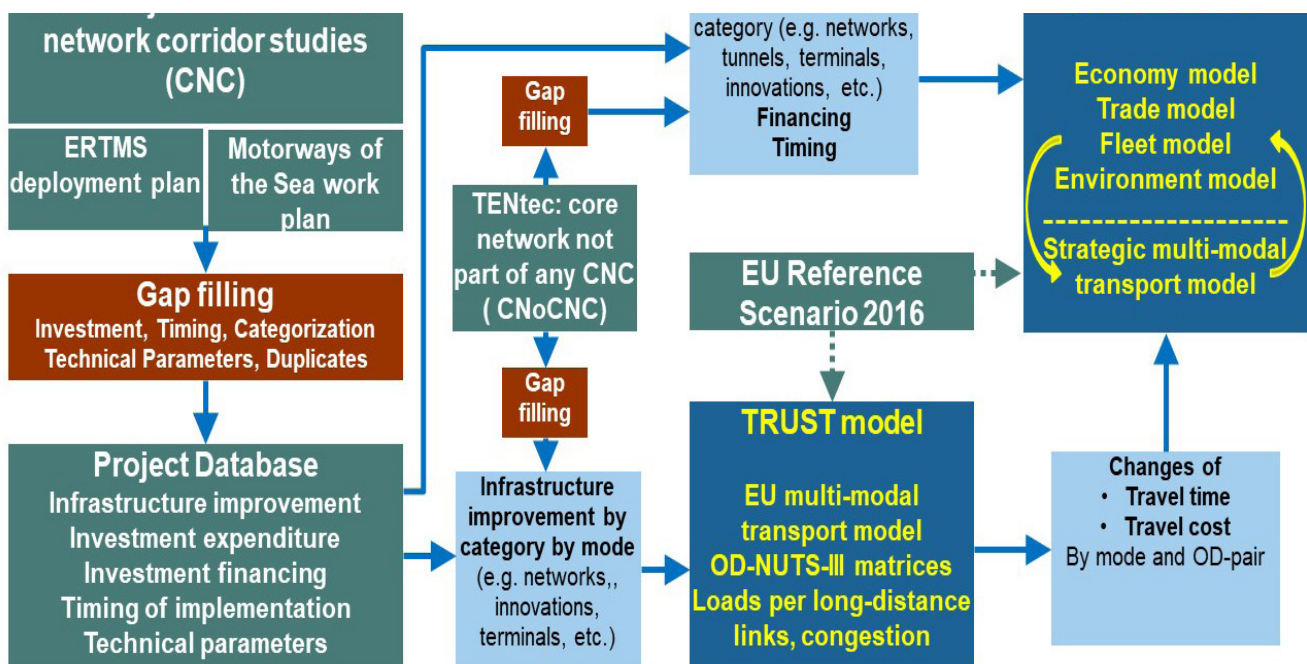 network corridor studies
(CNC)
ERTMS
deployment plan
Motorways of
the Sea work
plan
Gap filling
Investment, Timing, Categorization
Technical Parameters, Duplicates
Project Database
Infrastructure improvement
Investment expenditure
Investment financing
Timing of implementation
Technical parameters
Gap
filling
TENtec: core
network not
part of any CNC
( CNoCNC)
Gap
filling
Infrastructure
improvement by
category by mode
(e.g. networks,,
innovations,
terminals, etc.)
category (e.g. networks,
tunnels, terminals,
innovations, etc.)
Financing
Timing
EU Reference
Scenario 2016
TRUST model
EU multi-modal
transport model
OD-NUTS-III matrices
Loads per long-distance
links, congestion
Economy model
Trade model
Fleet model
Environment model
---------------------
Strategic multi-modal
transport model
Changes of
• Travel time
• Travel cost
By mode and OD-pair